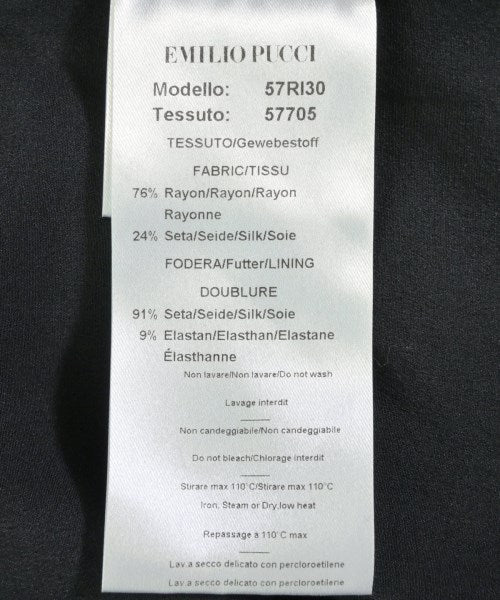 EMILIO PUCCI
Modello: 57RI30
Tessuto: 57705
TESSUTO/Gewebestoff
FABRIC/TISSU
76% Rayon/Rayon/Rayon
Rayonne
24% Seta/Seide/Silk/Soie
FODERA/Futter/LINING
DOUBLURE
91% Seta/Seide/Silk/Soie
9% Elastan/Elasthan/Elastane
Élasthanne
Non lavare/Non lavare/Do not wash
Lavage interdit
Non candeggiabile/Non candeggiabile
Do not bleach/Chlorage interdit
Stirare max 110°C/Stirare max 110°C
Iron, Steam or Dry,low heat
Repassage a 110°C max
Lav.a secco delicato con percloroetilene
Lav.a secco delicato con percloroetilene